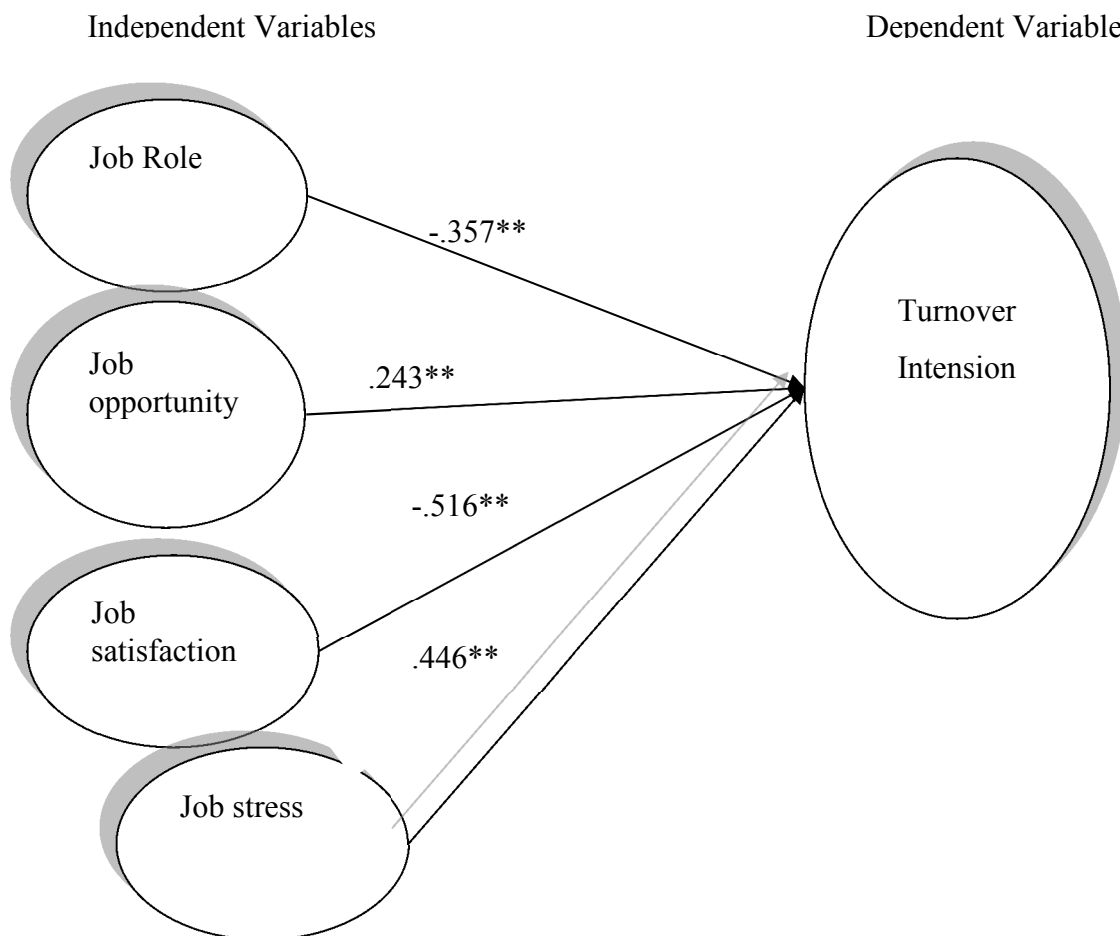 Independent Variables
Dependent Variable
Job Role
-.357**
Turnover
Intension
Job
opportunity
.243**
-.516**
Job
satisfaction
.446**
Job stress